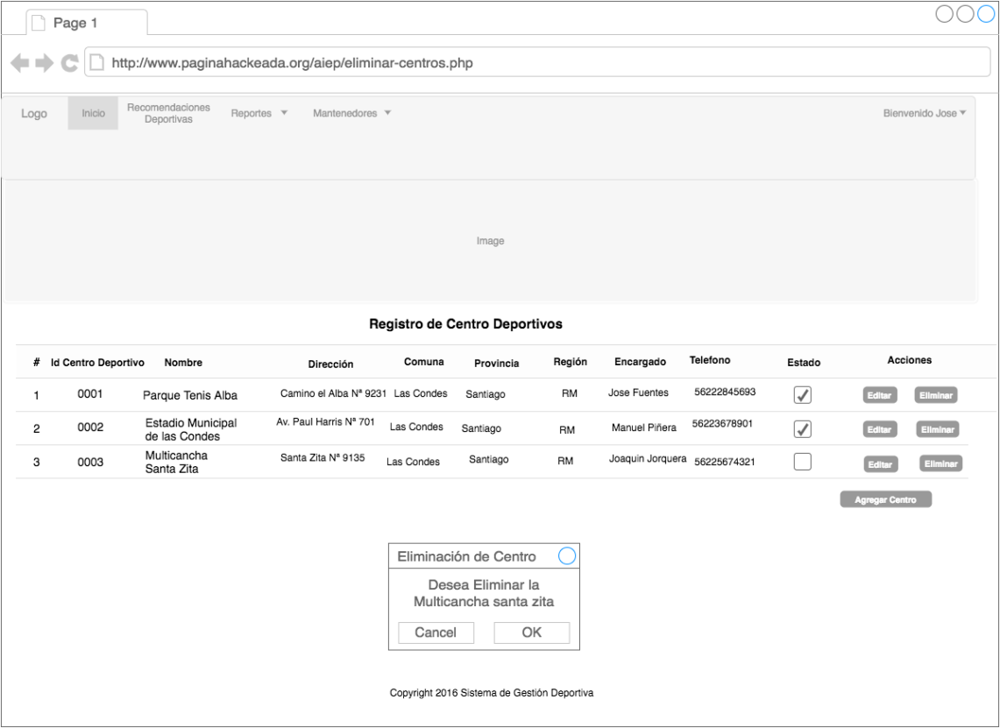 Page 1
http://www.paginahackeada.org/aiep/eliminar-centros.php
Logo Inicio Recomendaciones Reportes Mantenedores Bienvenido Jose
Deportivas
Image
Registro de Centro Deportivos
# Id Centro Deportivo Nombre Dirección Comuna Provincia Región Encargado Telefono Estado Acciones
1 0001 Parque Tenis Alba Camino el Alba Nª 9231 Las Condes Santiago RM Jose Fuentes 56222845693 Editar Eliminar
2 0002 Estadio Municipal Av. Paul Harris Nª 701 Las Condes Santiago RM Manuel Piñera 56223678901 Editar Eliminar
de las Condes
3 0003 Multicancha Santa Zita Nª 9135 Las Condes Santiago RM Joaquin Jorquera 56225674321 Editar Eliminar
Santa Zita
Agregar Centro
Eliminación de Centro
Desea Eliminar la
Multicancha santa zita
Cancel OK
Copyright 2016 Sistema de Gestión Deportiva